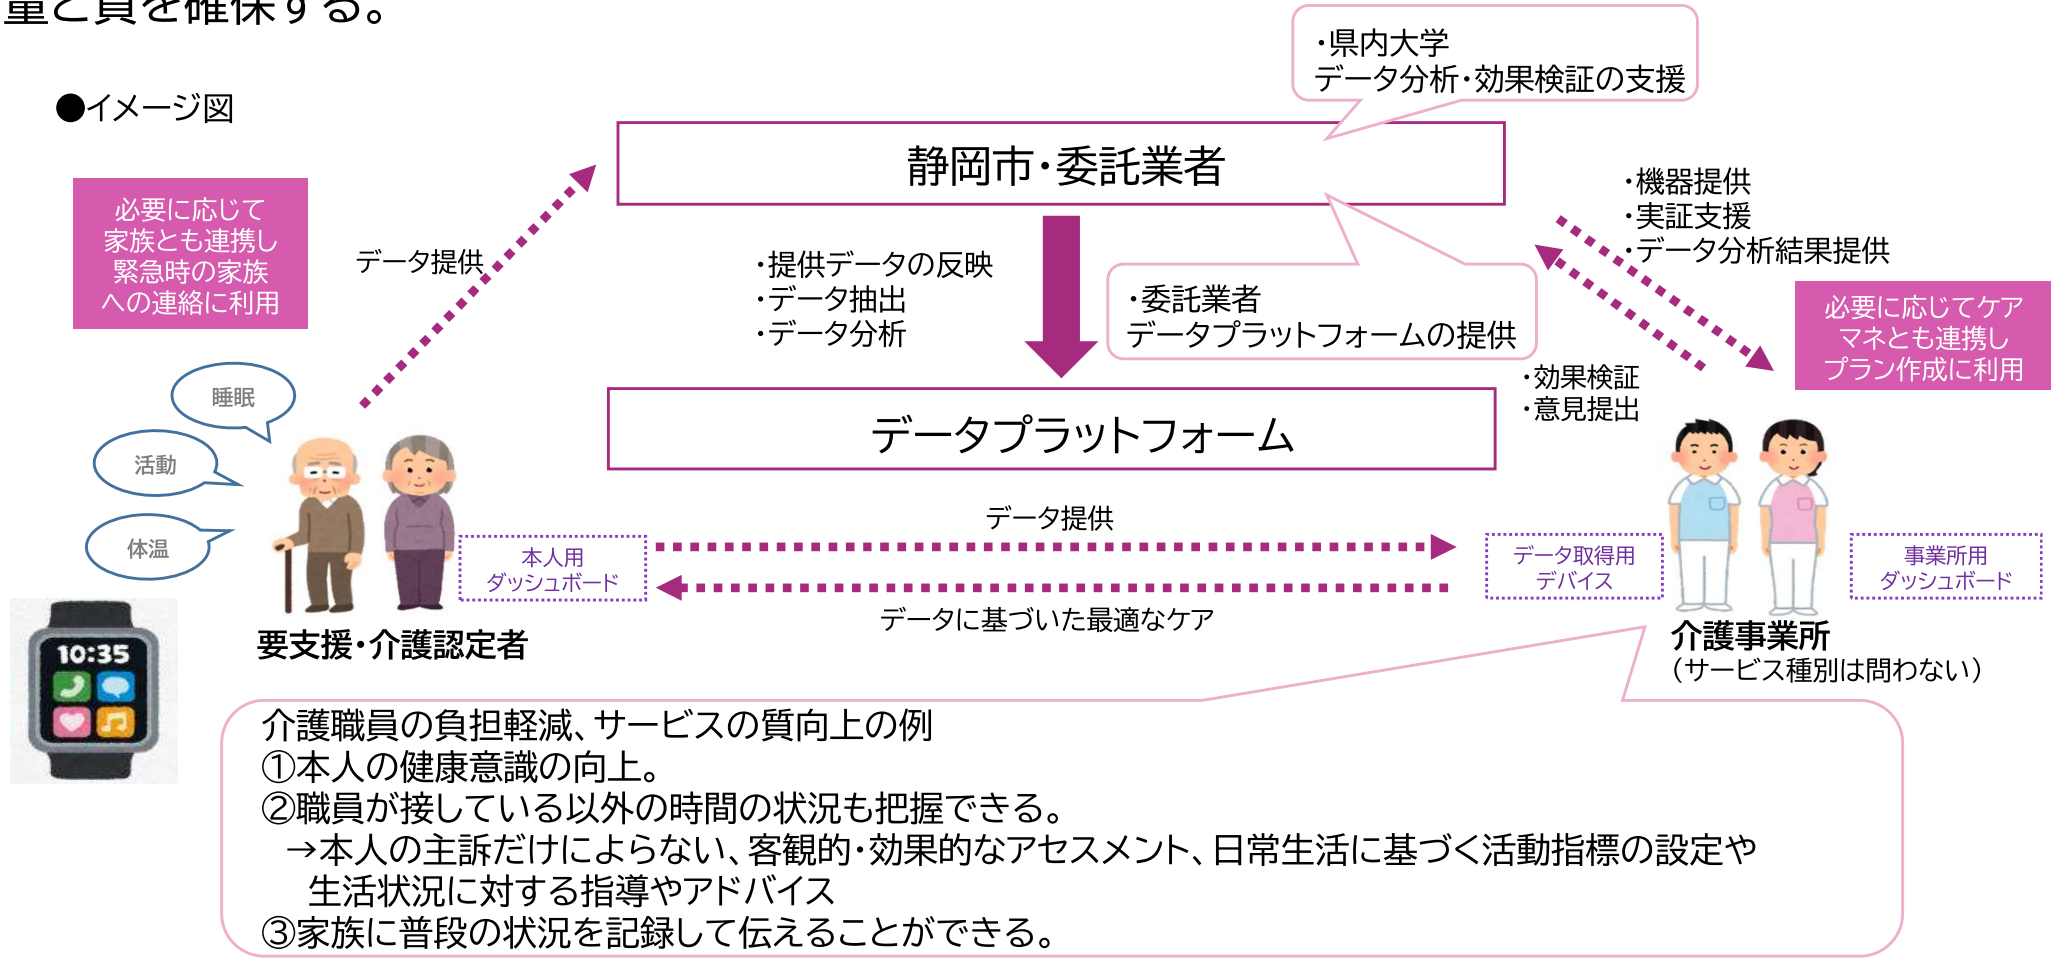 量と質を確保する。
●イメージ図
・県内大学
データ分析・効果検証の支援
静岡市・委託業者
必要に応じて
家族とも連携し
緊急時の家族
への連絡に利用
データ提供
・提供データの反映
・データ抽出
・データ分析
・委託業者
データプラットフォームの提供
・機器提供
・実証支援
・データ分析結果提供
必要に応じてケア
マネとも連携し
プラン作成に利用
・効果検証
・意見提出
データプラットフォーム
睡眠
活動
体温
10:35
データ提供
本人用
ダッシュボード
データに基づいた最適なケア
データ取得用
デバイス
事業所用
ダッシュボード
要支援・介護認定者
介護事業所
（サービス種別は問わない）
介護職員の負担軽減、サービスの質向上の例
①本人の健康意識の向上。
②職員が接している以外の時間の状況も把握できる。
→本人の主訴だけによらない、客観的・効果的なアセスメント、日常生活に基づく活動指標の設定や
生活状況に対する指導やアドバイス
③家族に普段の状況を記録して伝えることができる。